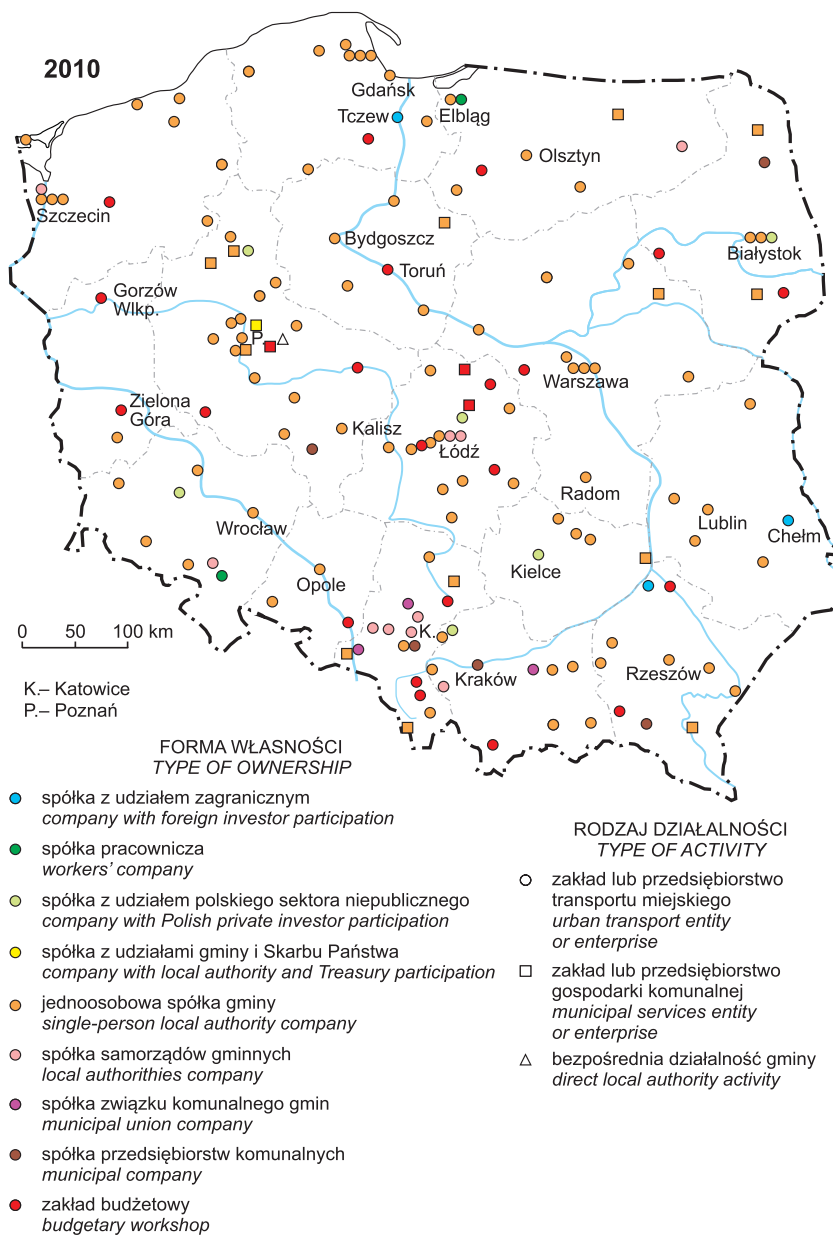 2010
Gdańsk
Tczew
Elbląg
Olsztyn
Szczecin
Bydgoszcz
Białystok
Toruń
Gorzów
Wlkp.
P.
Warszawa
Zielona
Góra
Kalisz
Łódź
Radom
Lublin
Wrocław
Chełm
Kielce
Opole
K.
Kraków
Rzeszów
0 50 100 km
K.– Katowice
P.– Poznań
FORMA WŁASNOŚCI
TYPE OF OWNERSHIP
spółka z udziałem zagranicznym
company with foreign investor participation
spółka pracownicza
workers' company
spółka z udziałem polskiego sektora niepublicznego
company with Polish private investor participation
spółka z udziałami gminy i Skarbu Państwa
company with local authority and Treasury participation
jednoosobowa spółka gminy
single-person local authority company
spółka samorządów gminnych
local authorithies company
spółka związku komunalnego gmin
municipal union company
spółka przedsiębiorstw komunalnych
municipal company
zakład budżetowy
budgetary workshop
RODZAJ DZIAŁALNOŚCI
TYPE OF ACTIVITY
zakład lub przedsiębiorstwo
transportu miejskiego
urban transport entity
or enterprise
zakład lub przedsiębiorstwo
gospodarki komunalnej
municipal services entity
or enterprise
bezpośrednia działalność gminy
direct local authority activity